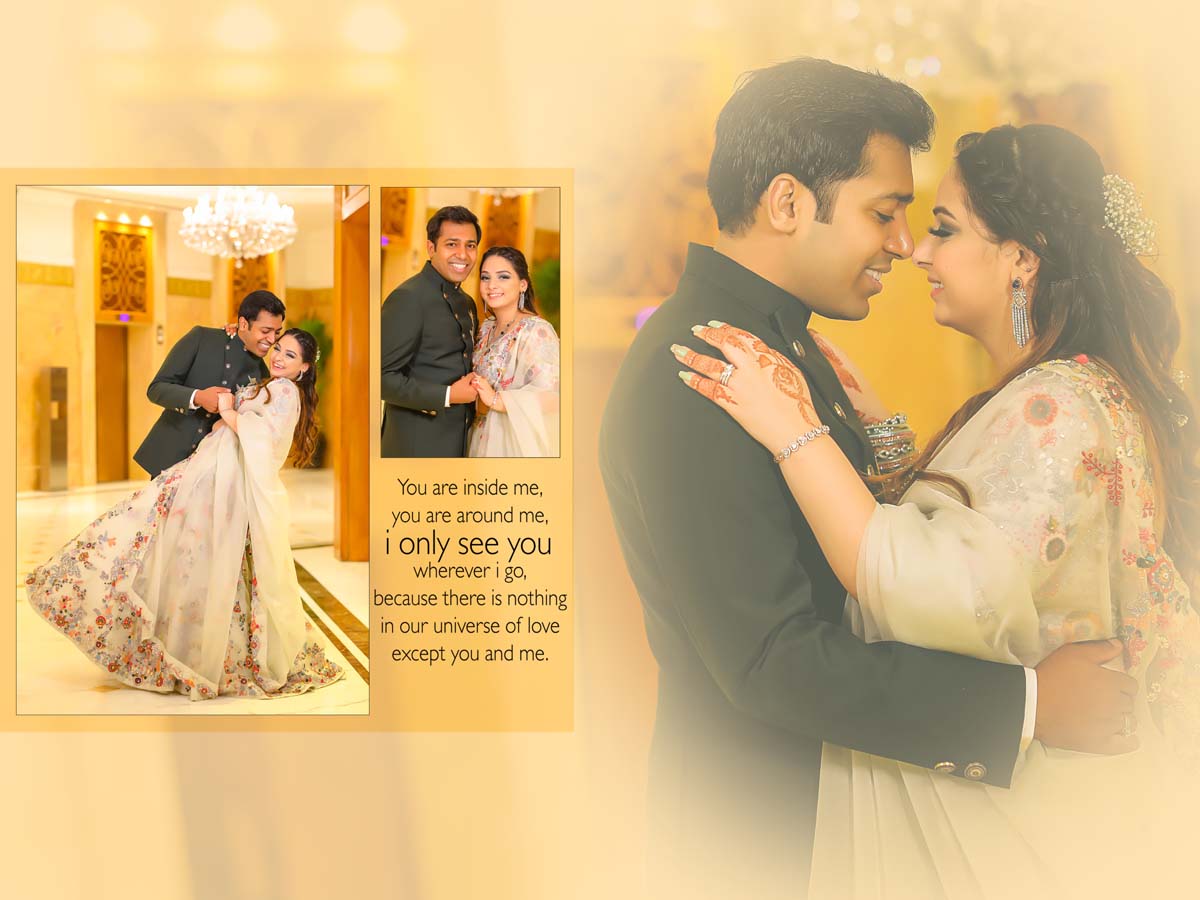 You are inside me,
you are around me,
i only see you
wherever i go,
because there is nothing
in our universe of love
except you and me.